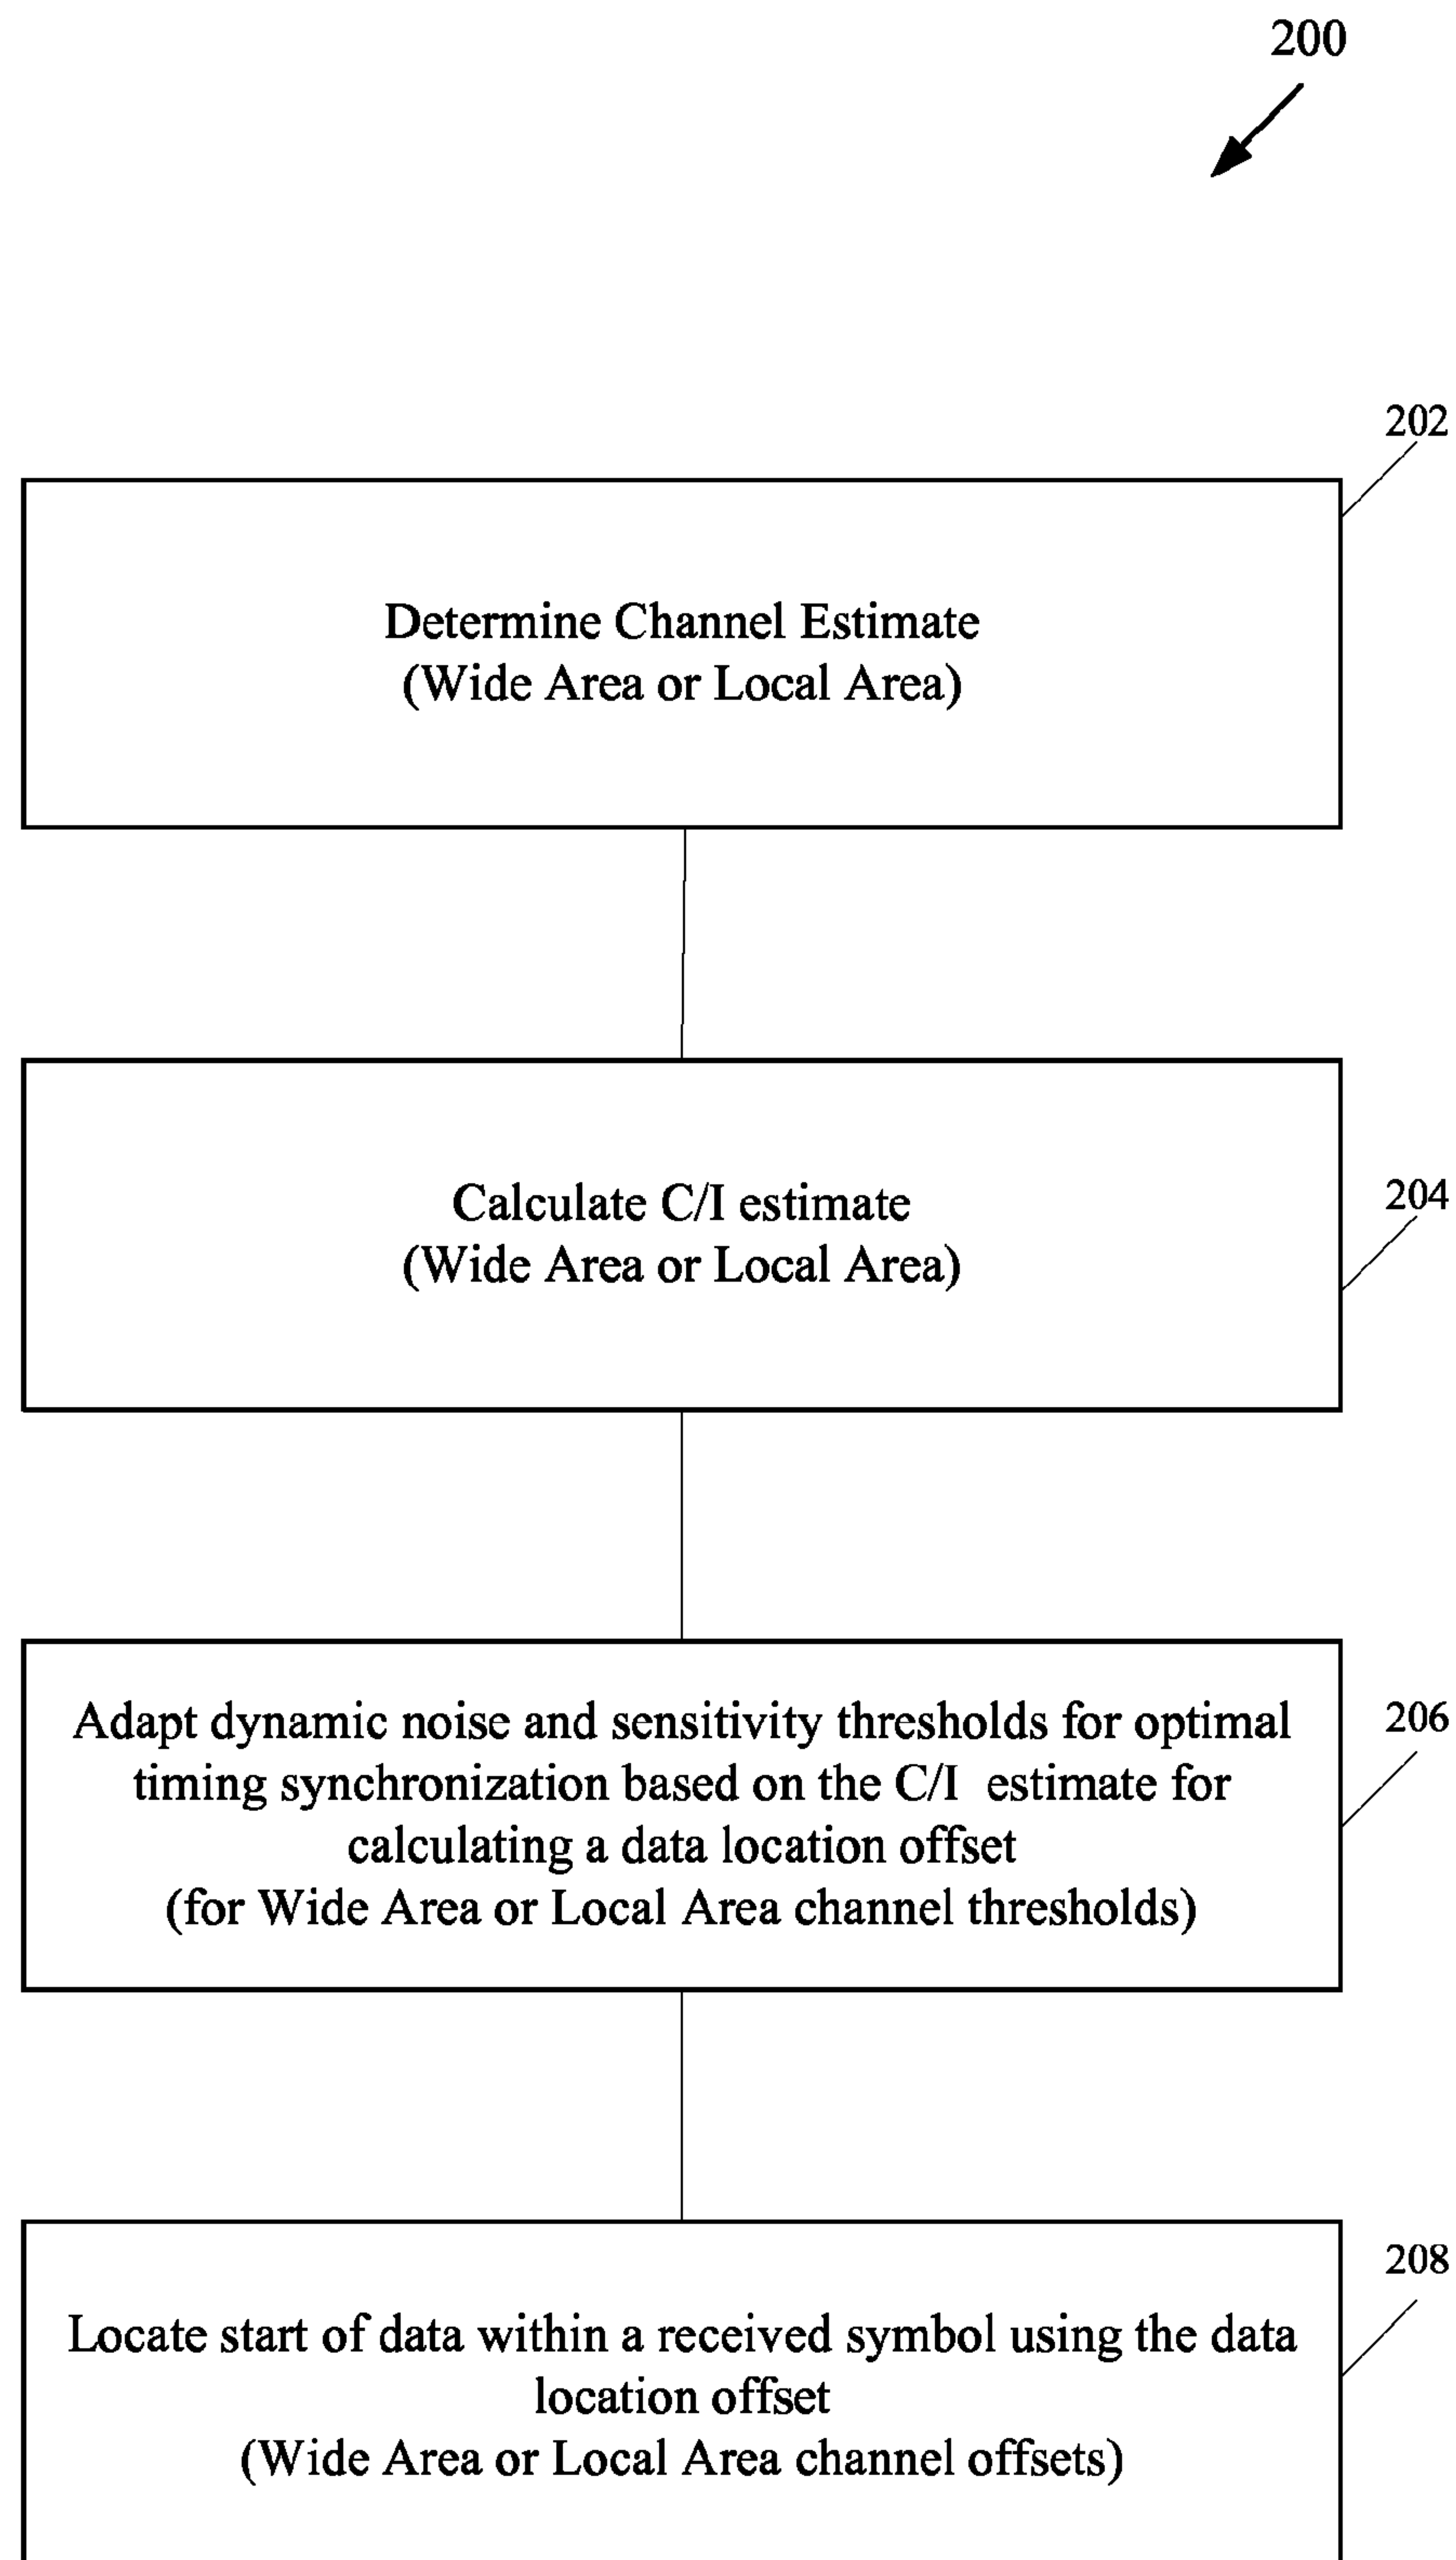 200
202
Determine Channel Estimate
(Wide Area or Local Area)
204
Calculate C/I estimate
(Wide Area or Local Area)
206
Adapt dynamic noise and sensitivity thresholds for optimal
timing synchronization based on the C/I estimate for
calculating a data location offset
(for Wide Area or Local Area channel thresholds)
208
Locate start of data within a received symbol using the data
location offset
(Wide Area or Local Area channel offsets)